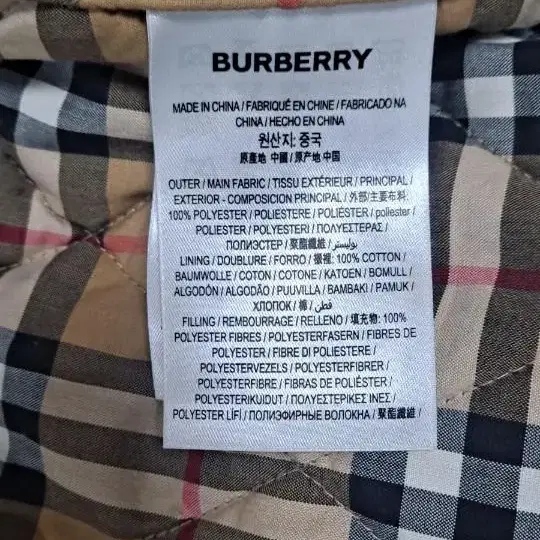 BURBERRY
MADE IN CHINA / FABRIQUÉ EN CHINE / FABRICADO NA
CHINA / HECHO EN CHINA
원산지: 중국
原產地 中國 / 原产地 中国
OUTER / MAIN FABRIC / TISSU EXTÉRIEUR / PRINCIPAL /
EXTERIOR - COMPOSICION PRINCIPAL / 外部/主要布料:
100% POLYESTER / POLIESTERE / POLIÉSTER / poliester /
POLIESTER / POLYESTERI / ΠΟΛΥΕΣΤΕΡΑΣ /
ПОЛИЭСТЕР / 聚酯纖維 / بوليستر
LINING / DOUBLURE / FORRO / 襯裡: 100% COTTON /
BAUMWOLLE / COTON / COTONE / KATOEN / BOMULL /
ALGODÓN / ALGODÃO / PUUVILLA / BAMBAKI / PAMUK /
ХЛОПОК / 棉 / قطن
FILLING / REMBOURRAGE / RELLENO / 填充物: 100%
POLYESTER FIBRES / POLYESTERFASERN / FIBRES DE
POLYESTER / FIBRE DI POLIESTERE /
POLYESTERVEZELS / POLYESTERFIBER /
POLYESTERFIBRE / FIBRAS DE POLIÉSTER /
POLYESTERIKUIDUT / ΠΟΛΥΕΣΤΕΡΙΚΕΣ ΙΝΕΣ /
POLYESTER LİFİ / ПОЛИЭФИРНЫЕ ВОЛОКНА / 聚酯纖維